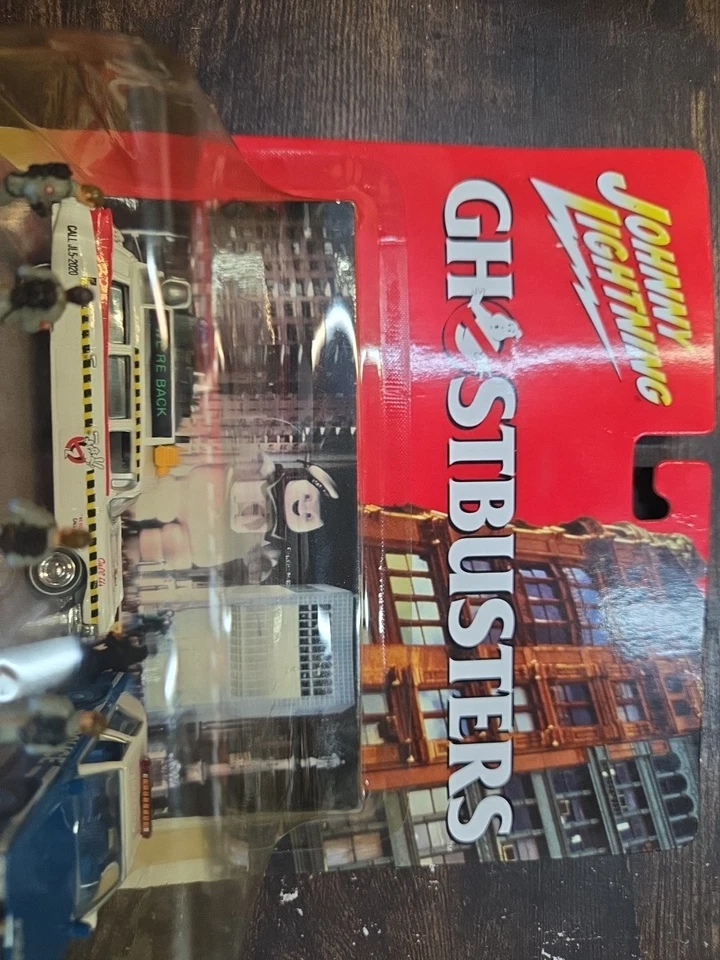 JOHNNY
LIGHTNING
GHOSTBUSTERS
RE BACK
CALL JL5-2020